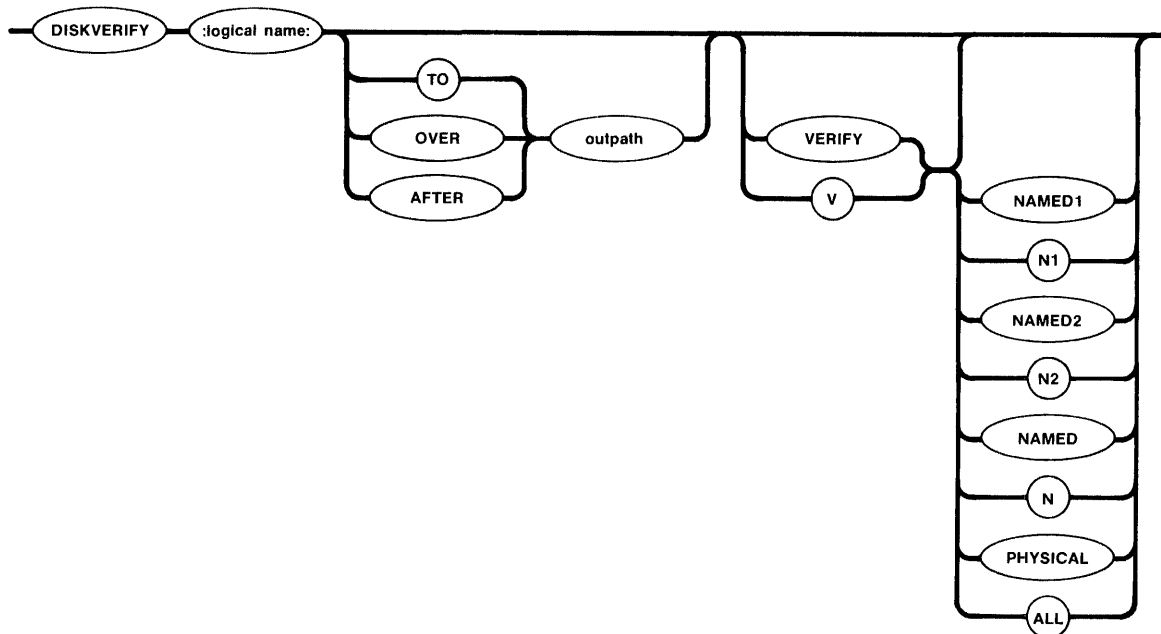 DISKVERIFY
:logical name:
TO
OVER
outpath
AFTER
VERIFY
V
NAMED1
N1
NAMED2
N2
NAMED
N
PHYSICAL
ALL